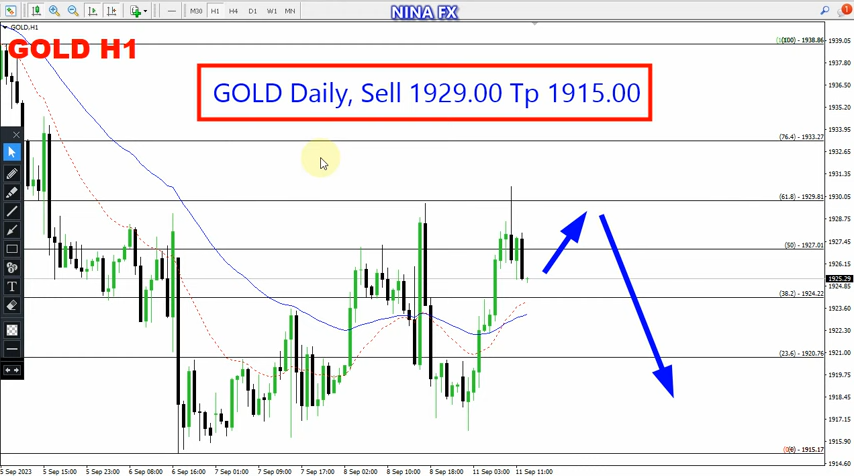 M30 H1 H4 D1 W1 MN
NINA FX
GOLD,H1
GOLD H1
GOLD Daily, Sell 1929.00 Tp 1915.00
(100) - 1938.86
(76.4) - 1933.27
(61.8) - 1929.81
(50) - 1927.01
(38.2) - 1924.22
(23.6) - 1920.76
(0) - 1915.17
1939.05
1937.80
1936.50
1935.20
1933.95
1932.65
1931.35
1930.05
1928.75
1927.45
1926.15
1925.29
1924.85
1923.60
1922.30
1921.00
1919.75
1918.45
1917.15
1915.90
1914.60
T
5 Sep 2023
5 Sep 15:00
5 Sep 23:00
6 Sep 08:00
6 Sep 16:00
7 Sep 01:00
7 Sep 09:00
7 Sep 17:00
8 Sep 02:00
8 Sep 10:00
8 Sep 18:00
11 Sep 03:00
11 Sep 11:00